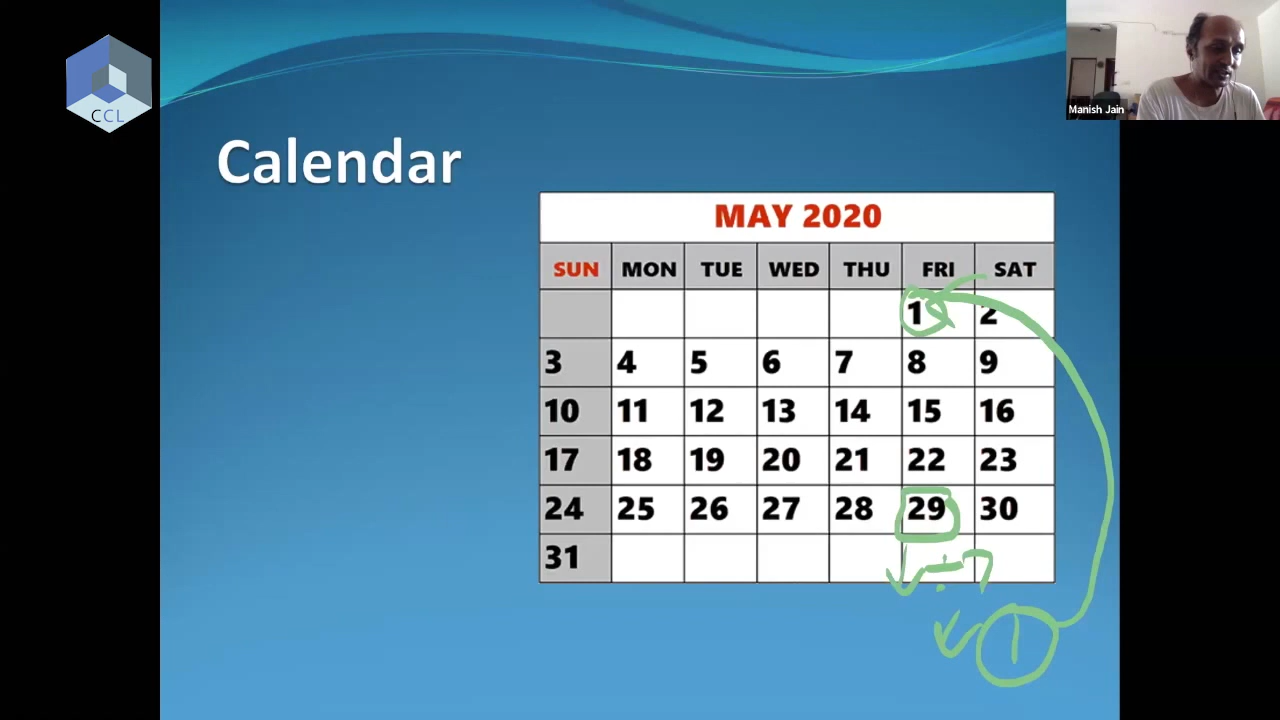 CCL
Manish Jain
Calendar
MAY 2020
SUN MON TUE WED THU FRI SAT
1 2
3 4 5 6 7 8 9
10 11 12 13 14 15 16
17 18 19 20 21 22 23
24 25 26 27 28 29 30
31
÷7
1